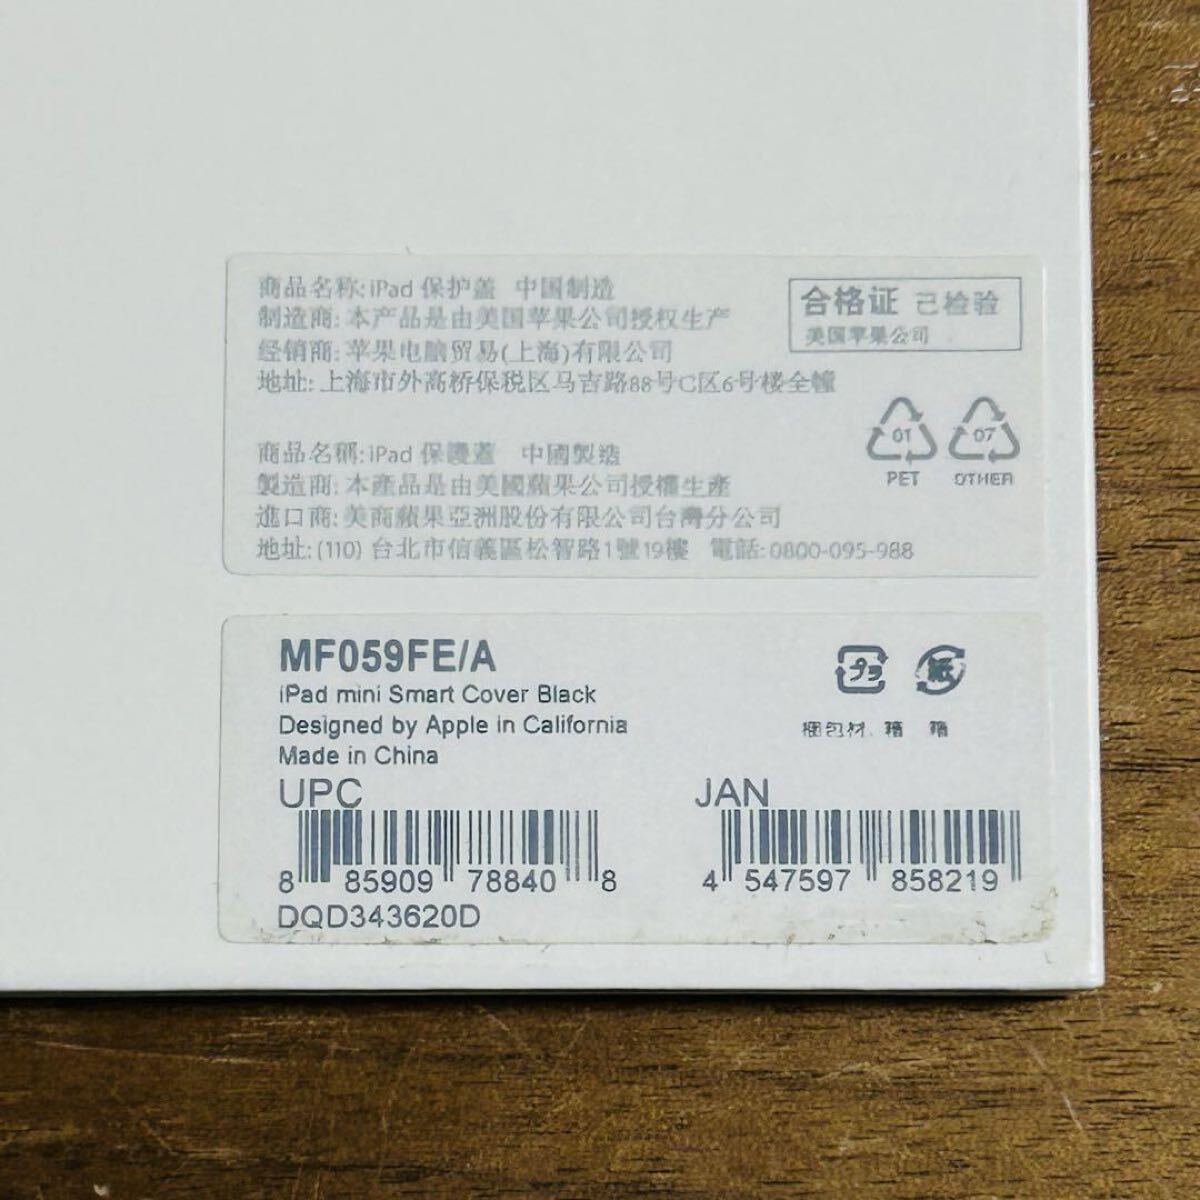 商品名称: iPad 保护盖 中国制造
制造商: 本产品是由美国苹果公司授权生产
经销商: 苹果电脑贸易(上海)有限公司
地址: 上海市外高桥保税区马吉路88号C区6号楼全幢
合格证 已检验
美国苹果公司
01
PET
07
OTHER
商品名稱: iPad 保護蓋 中國製造
製造商: 本產品是由美國蘋果公司授權生產
進口商: 美商蘋果亞洲股份有限公司台灣分公司
地址: (110) 台北市信義區松智路1號19樓 電話: 0800-095-988
MF059FE/A
iPad mini Smart Cover Black
Designed by Apple in California
Made in China
プラ
紙
梱包材、箱 箱
UPC
8 85909 78840 8
DQD343620D
JAN
4 547597 858219